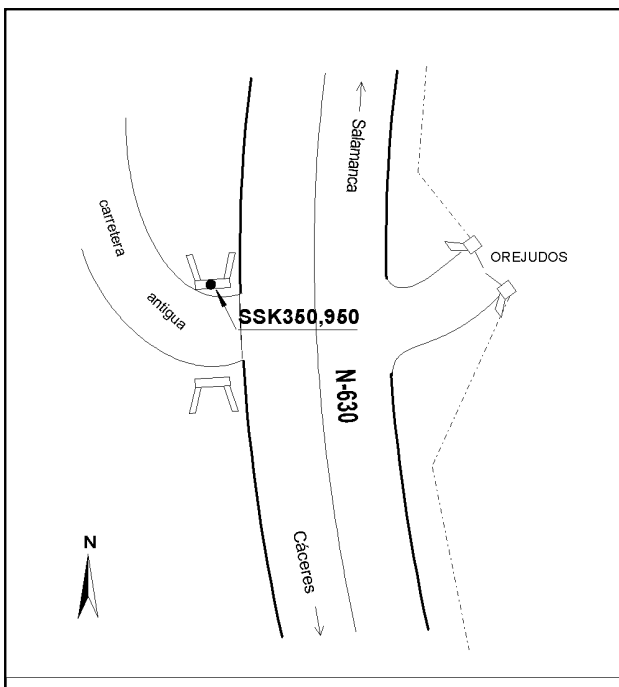 Salamanca
carretera
antigua
OREJUDOS
SSK350,950
N-630
Cáceres
N